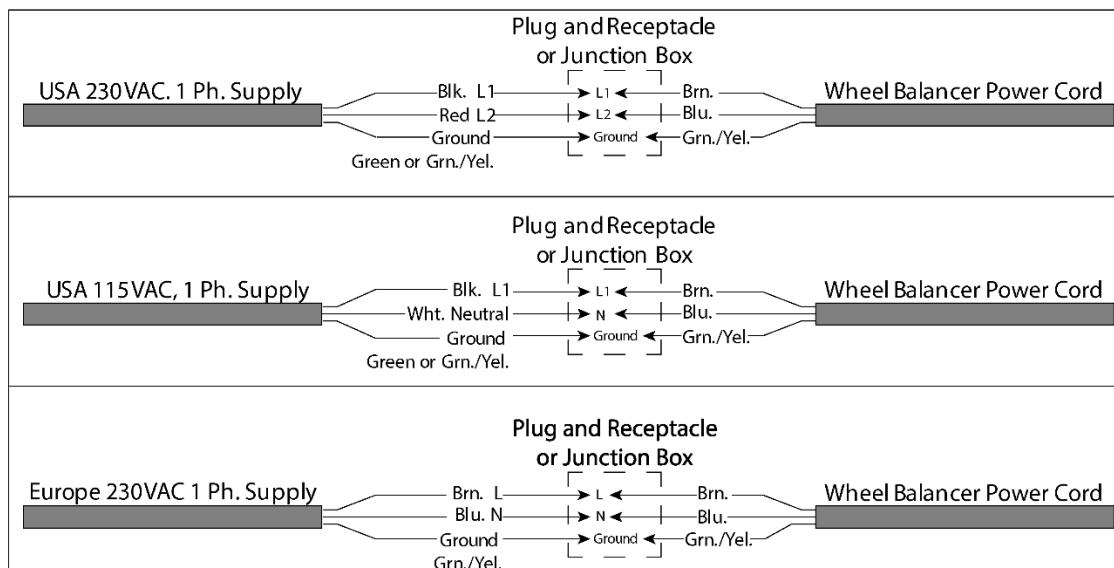 Plug and Receptacle
or Junction Box
USA 230VAC. 1 Ph. Supply
Blk. L1
L1
Brn.
Wheel Balancer Power Cord
Red L2
L2
Blu.
Ground
Ground
Grn./Yel.
Green or Grn./Yel.
Plug and Receptacle
or Junction Box
USA 115VAC, 1 Ph. Supply
Blk. L1
L1
Brn.
Wheel Balancer Power Cord
Wht. Neutral
N
Blu.
Ground
Ground
Grn./Yel.
Green or Grn./Yel.
Plug and Receptacle
or Junction Box
Europe 230VAC 1 Ph. Supply
Brn. L
L
Brn.
Wheel Balancer Power Cord
Blu. N
N
Blu.
Ground
Ground
Grn./Yel.
Grn./Yel.